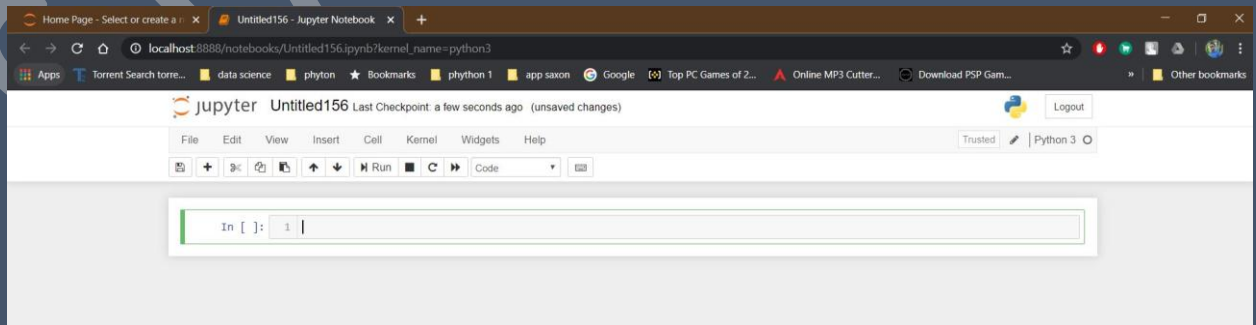 Home Page - Select or create a n
Untitled156 - Jupyter Notebook
localhost:8888/notebooks/Untitled156.ipynb?kernel_name=python3
Apps Torrent Search torre... data science phyton Bookmarks phython 1 app saxon Google Top PC Games of 2... Online MP3 Cutter... Download PSP Gam... » Other bookmarks
jupyter Untitled156 Last Checkpoint: a few seconds ago (unsaved changes) Logout
File Edit View Insert Cell Kernel Widgets Help Trusted Python 3
Run Code
In [ ]: 1